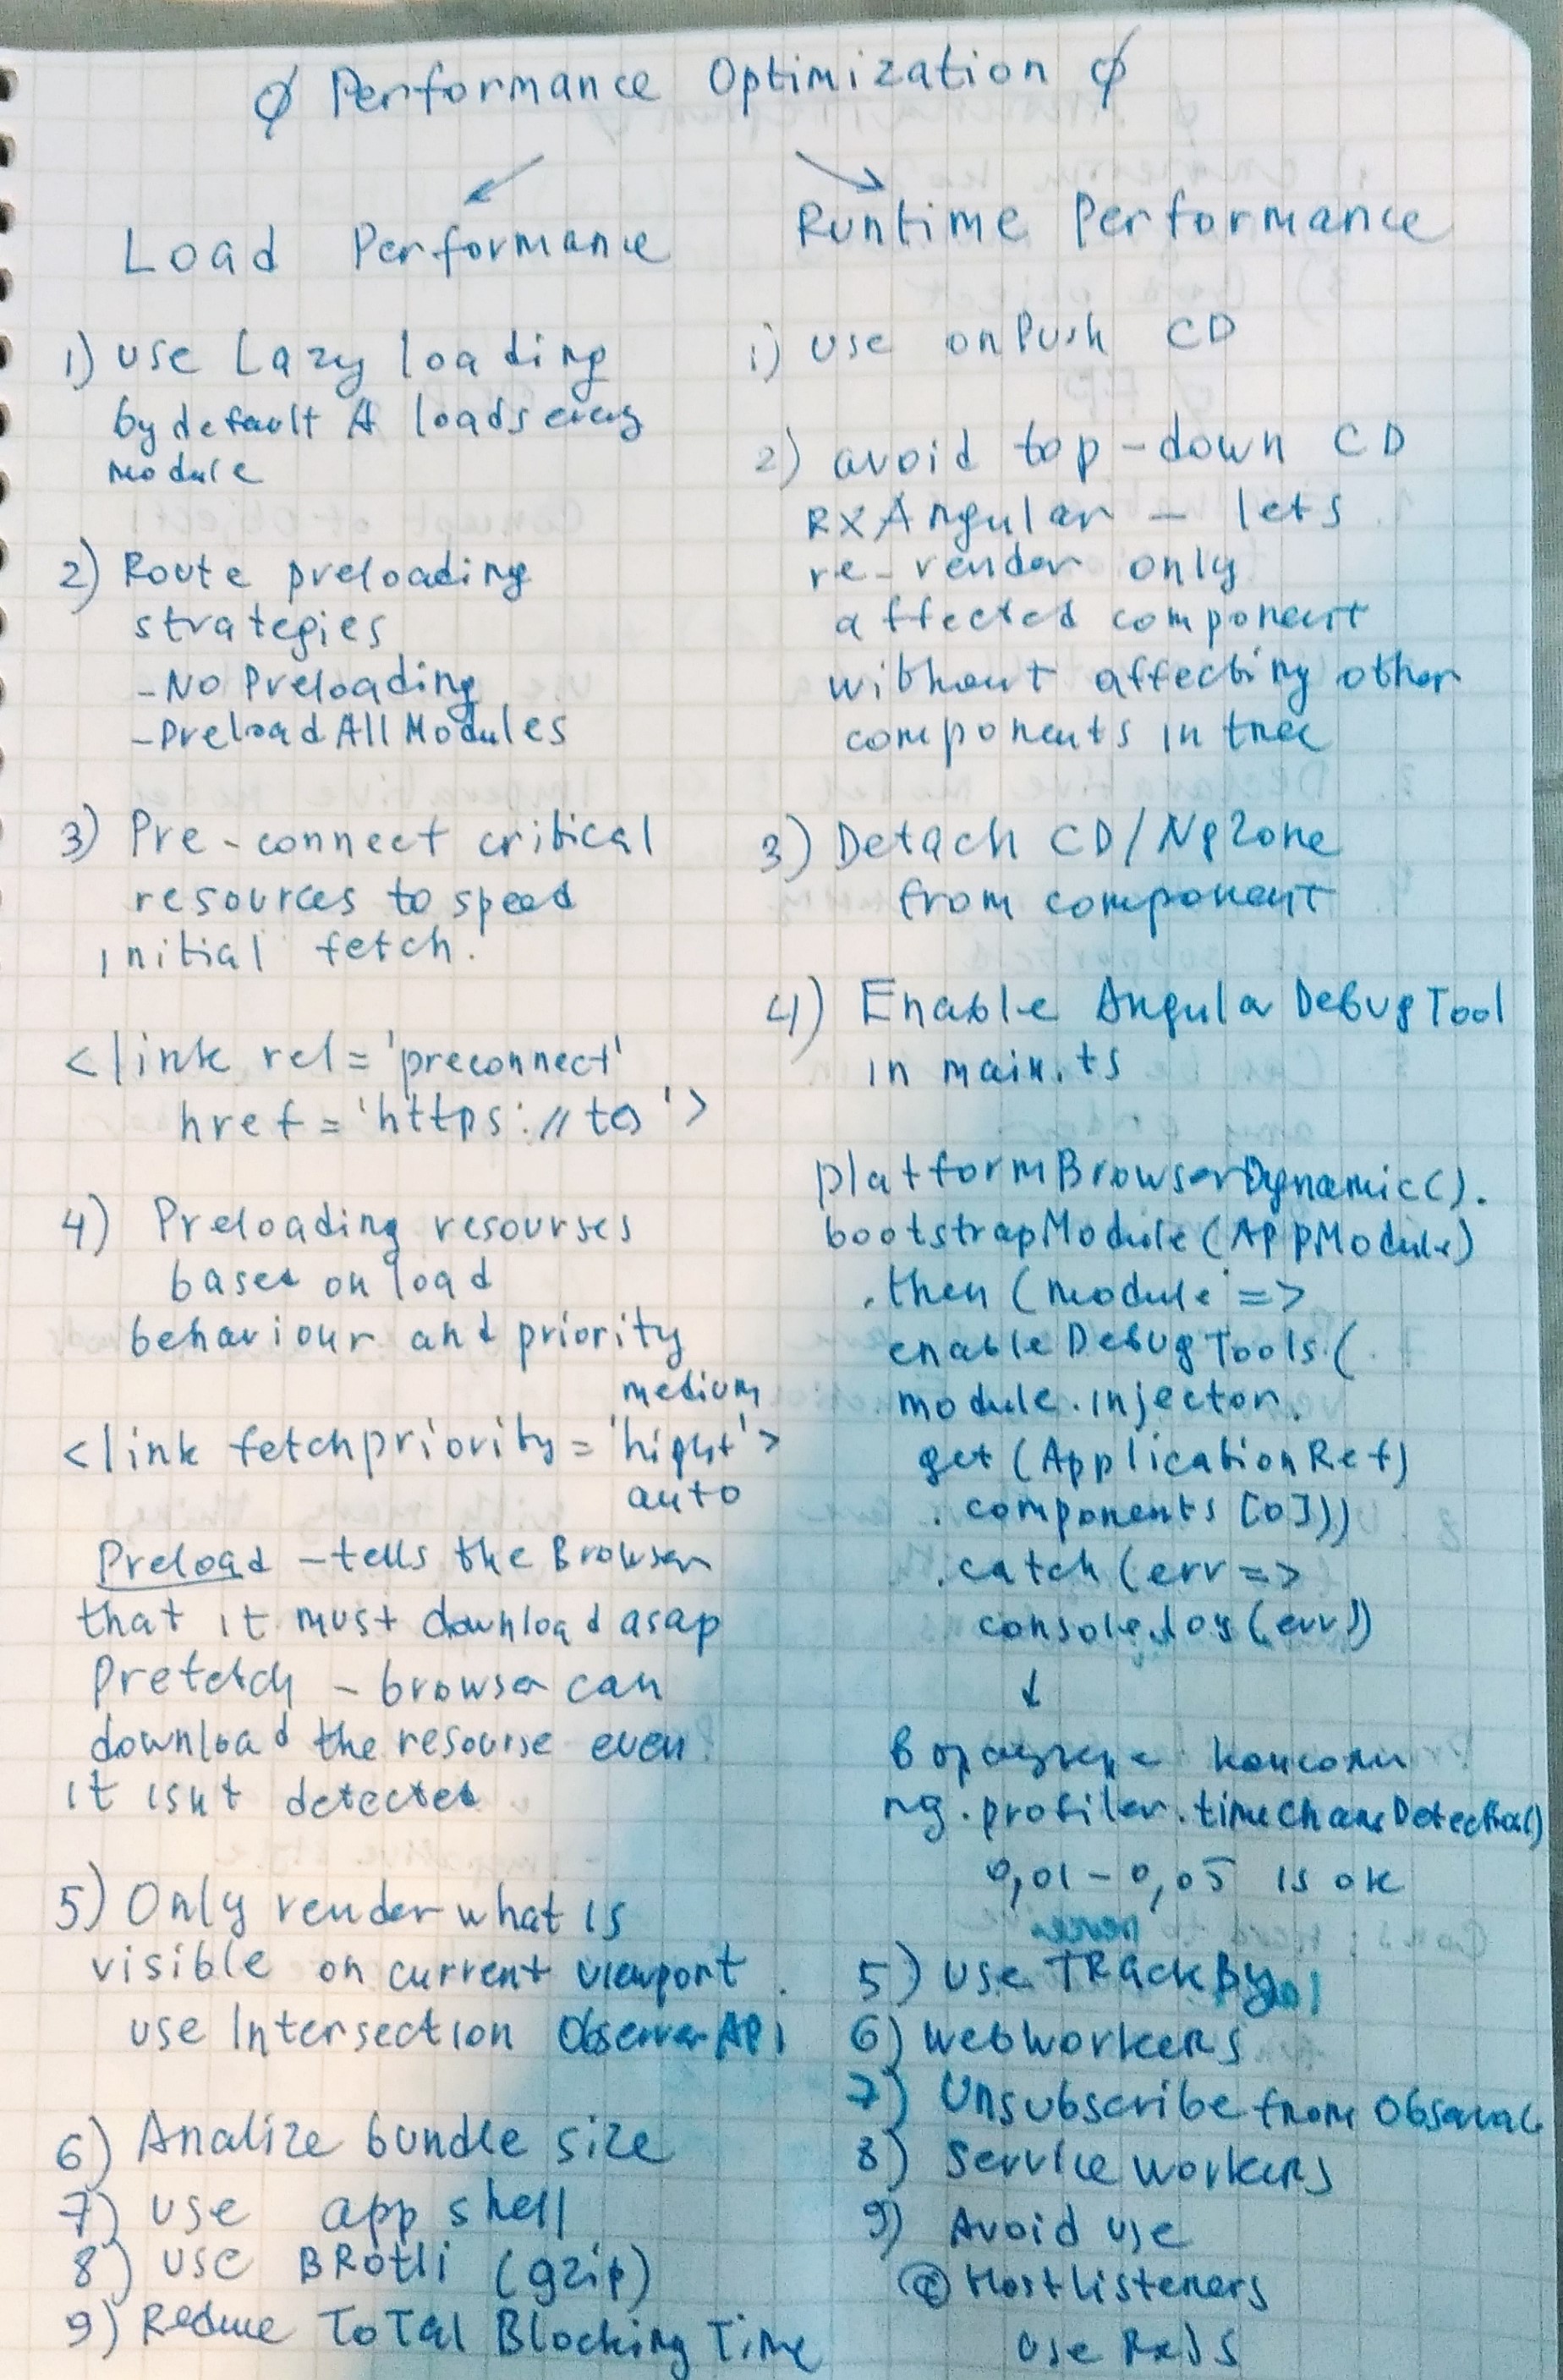 ∅ Performance Optimization ∅
Load Performance
1) use Lazy loading
by default A loads every
module
2) Route preloading
strategies
- No Preloading
- Preload All Modules
3) Pre-connect critical
resources to speed
initial fetch.
<link rel = 'preconnect'
href = 'https://to'>
4) Preloading resourses
based on load
behaviour and priority
medium
<link fetchpriority = 'hight'>
auto
Preload - tells the Browser
that it must download asap
Prefetch - browser can
download the resourse even
it isnt detected
5) Only render what is
visible on current viewport
use Intersection Observer API
6) Analize bundle size
7) use app shell
8) use BRotli (gzip)
9) Reduce Total Blocking Time
Runtime Performance
1) use onPush CD
2) avoid top-down CD
RxAngular - lets
re-render only
affected component
without affecting other
components in tree
3) Detach CD/NgZone
from component
4) Enable Angular DebugTool
in main.ts
platformBrowserDynamic().
bootstrapModule(AppModule)
.then (module =>
enableDebugTools(
module.injector.
get (ApplicationRef)
.components [0]))
.catch (err =>
console.log(err))
в браузере консоли
ng.profiler.timeChangDetection()
0,01 - 0,05 is ok
5) use TRackBy
6) webworkers
7) Unsubscribe from
8) Service workers
9) Avoid use
@Hostlisteners
use RxJS